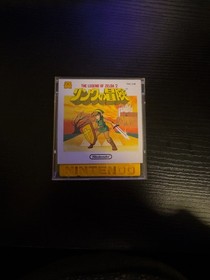 THE LEGEND OF ZELDA 2
リンクの冒険
Nintendo
NINTENDO